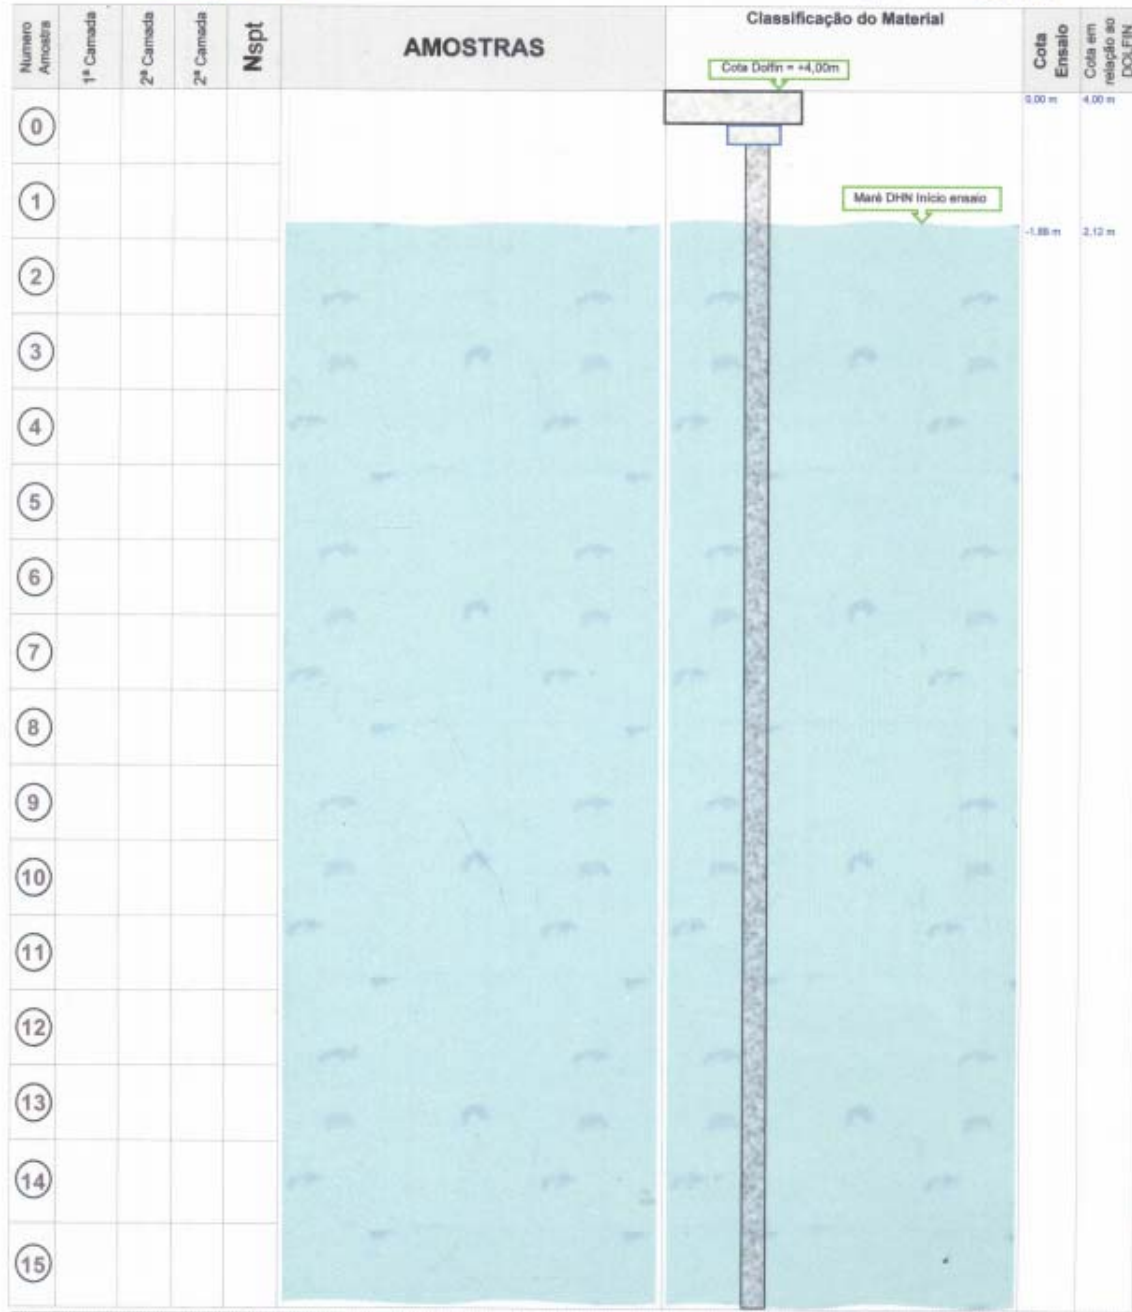 Numero
Amostra
1ª Camada
2ª Camada
2ª Camada
Nspt
AMOSTRAS
Classificação do Material
Cota
Ensaio
Cota em
relação ao
DOLFIN
Cota Dolfin = +4,00m
0,00 m
4,00 m
0
1
Maré DHN Início ensaio
-1,88 m
2,12 m
2
3
4
5
6
7
8
9
10
11
12
13
14
15